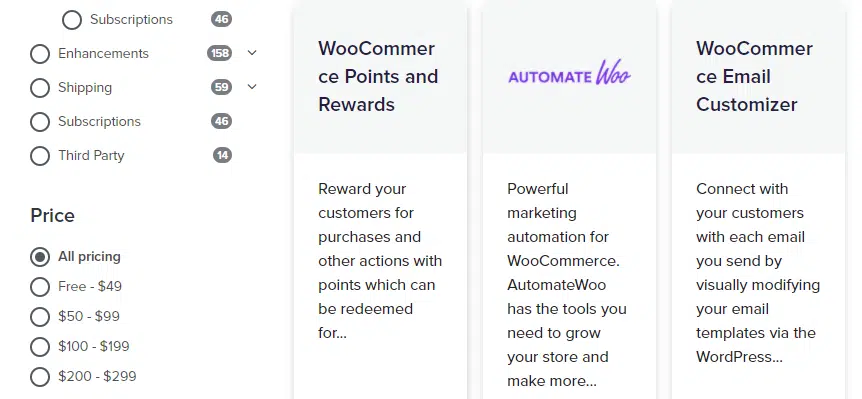 Subscriptions 46
Enhancements 158
Shipping 59
Subscriptions 46
Third Party 14
Price
All pricing
Free - $49
$50 - $99
$100 - $199
$200 - $299
WooCommer
ce Points and
Rewards
Reward your
customers for
purchases and
other actions with
points which can
be redeemed
for...
AUTOMATE Woo
Powerful
marketing
automation for
WooCommerce.
AutomateWoo
has the tools you
need to grow
your store and
make more...
WooCommer
ce Email
Customizer
Connect with
your customers
with each email
you send by
visually modifying
your email
templates via the
WordPress...